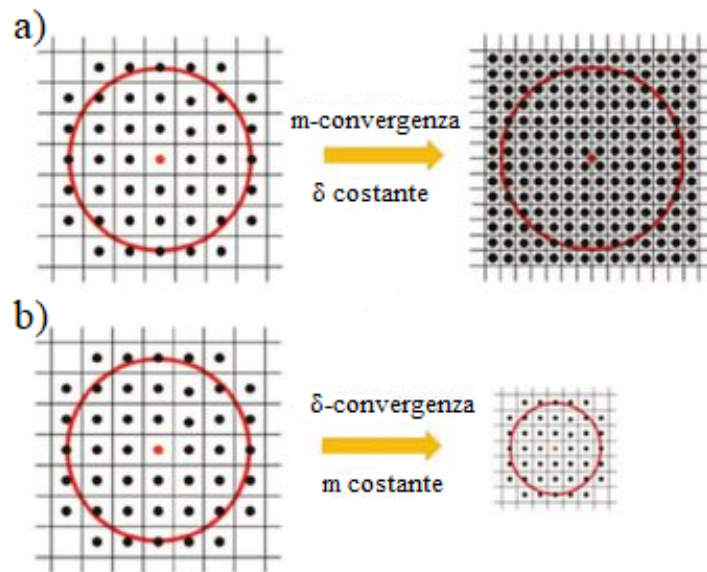 a)
m-convergenza
δ costante
b)
δ-convergenza
m costante